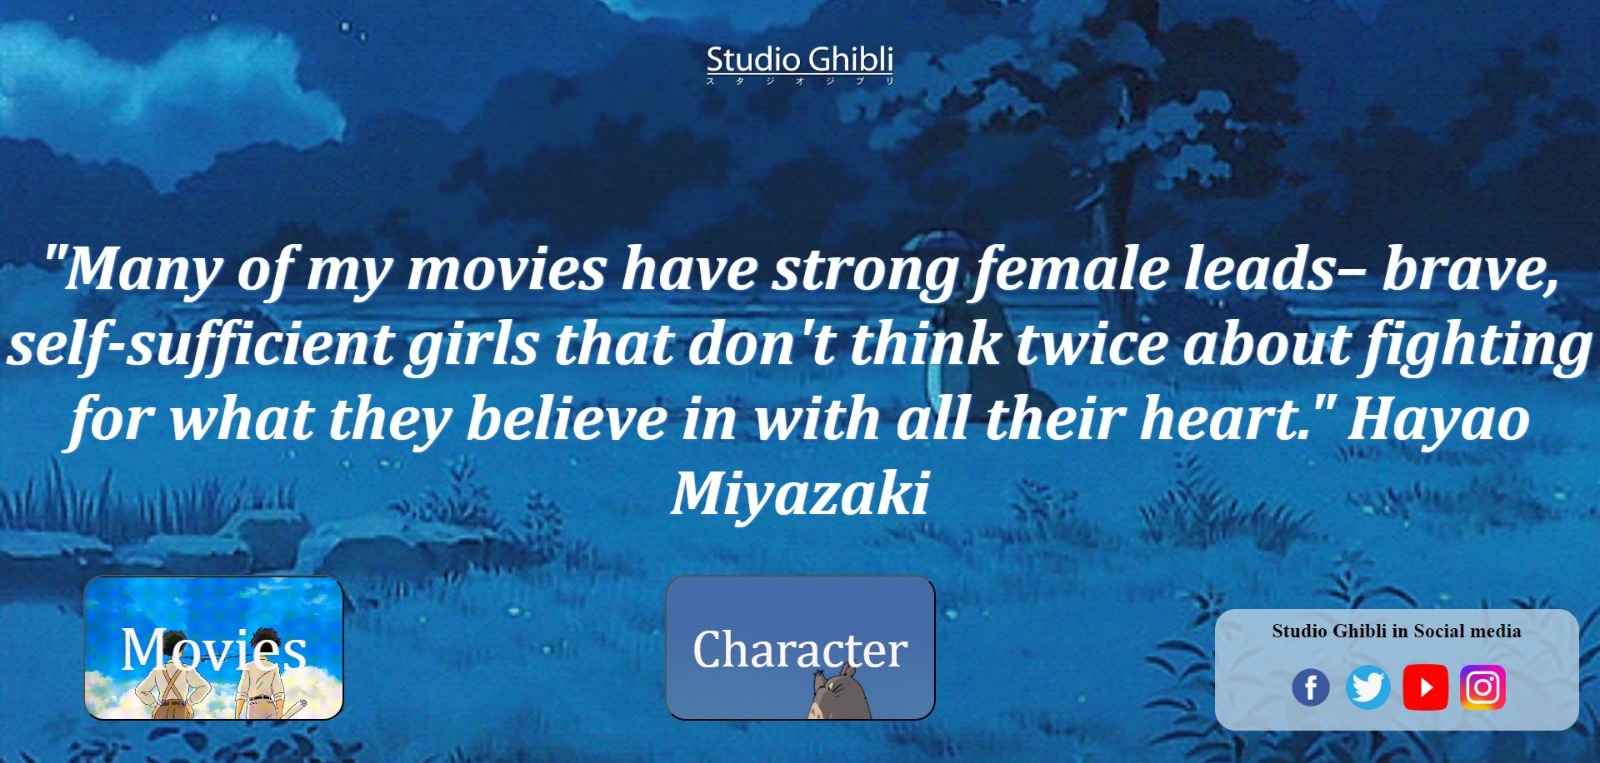 Studio Ghibli
スタジオジブリ
"Many of my movies have strong female leads– brave,
self-sufficient girls that don't think twice about fighting
for what they believe in with all their heart." Hayao
Miyazaki
Movies
Character
Studio Ghibli in Social media